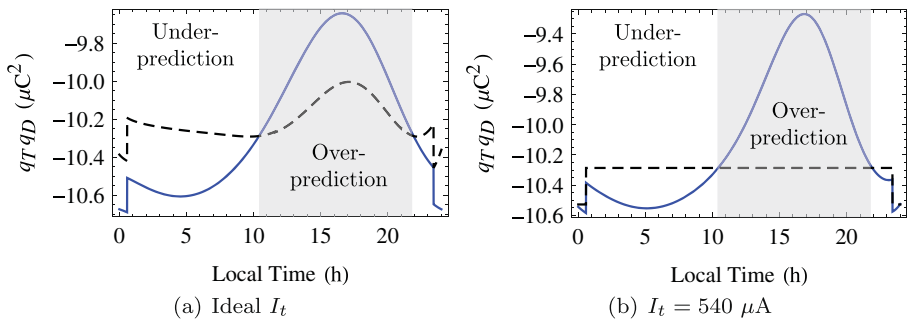 Under-
prediction
Over-
prediction
−9.8
−10.0
−10.2
−10.4
−10.6
q_T q_D (μC²)
0 5 10 15 20
Local Time (h)
(a) Ideal I_t
Under-
prediction
Over-
prediction
−9.4
−9.6
−9.8
−10.0
−10.2
−10.4
−10.6
q_T q_D (μC²)
0 5 10 15 20
Local Time (h)
(b) I_t = 540 μA